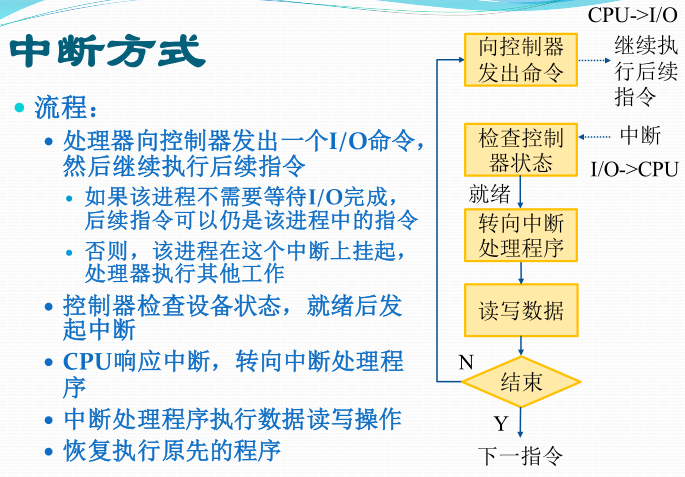 中断方式
流程：
处理器向控制器发出一个I/O命令，
然后继续执行后续指令
如果该进程不需要等待I/O完成，
后续指令可以仍是该进程中的指令
否则，该进程在这个中断上挂起，
处理器执行其他工作
控制器检查设备状态，就绪后发
起中断
CPU响应中断，转向中断处理程
序
中断处理程序执行数据读写操作
恢复执行原先的程序
CPU->I/O
向控制器
发出命令
继续执
行后续
指令
检查控制
器状态
中断
I/O->CPU
就绪
转向中断
处理程序
读写数据
N
结束
Y
下一指令